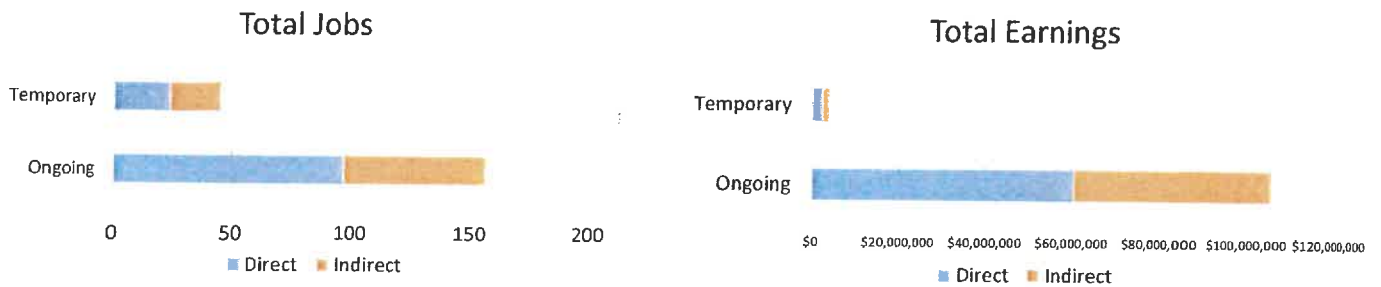 Total Jobs
Temporary
Ongoing
0 50 100 150 200
Direct Indirect
Total Earnings
Temporary
Ongoing
$0 $20,000,000 $40,000,000 $60,000,000 $80,000,000 $100,000,000 $120,000,000
Direct Indirect